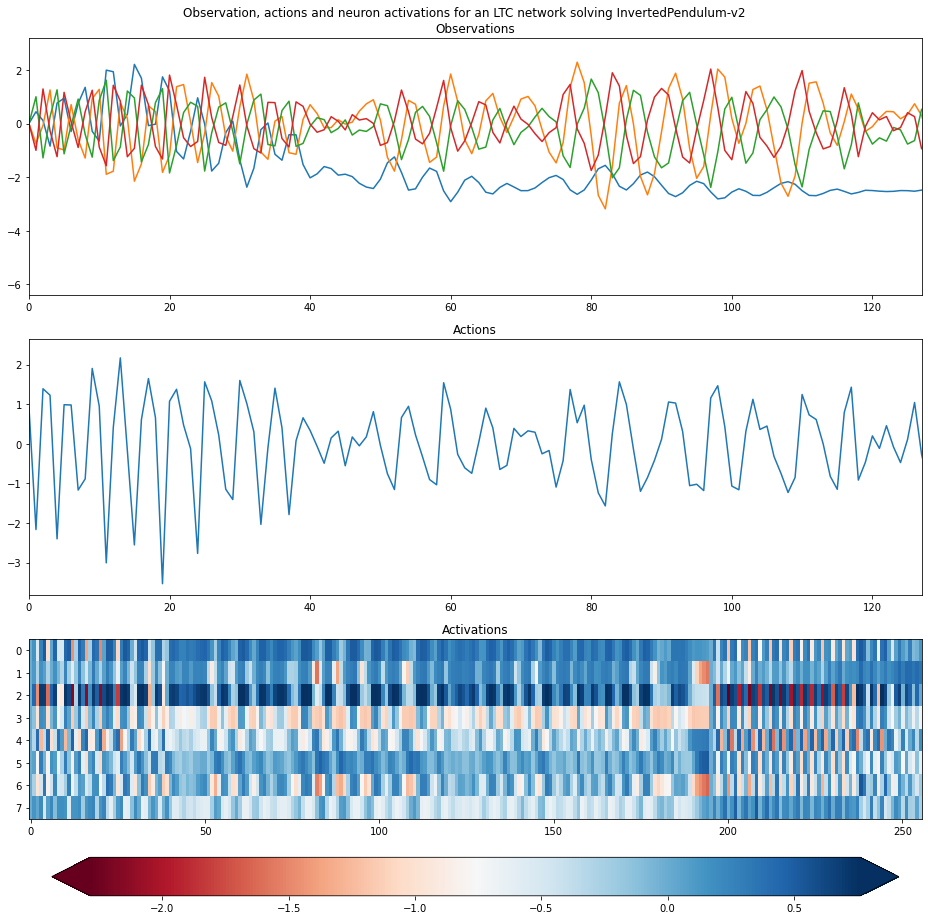 Observation, actions and neuron activations for an LTC network solving InvertedPendulum-v2
Observations
2
0
−2
−4
−6
0 20 40 60 80 100 120
Actions
2
1
0
−1
−2
−3
0 20 40 60 80 100 120
Activations
0
1
2
3
4
5
6
7
0 50 100 150 200 250
−2.0 −1.5 −1.0 −0.5 0.0 0.5